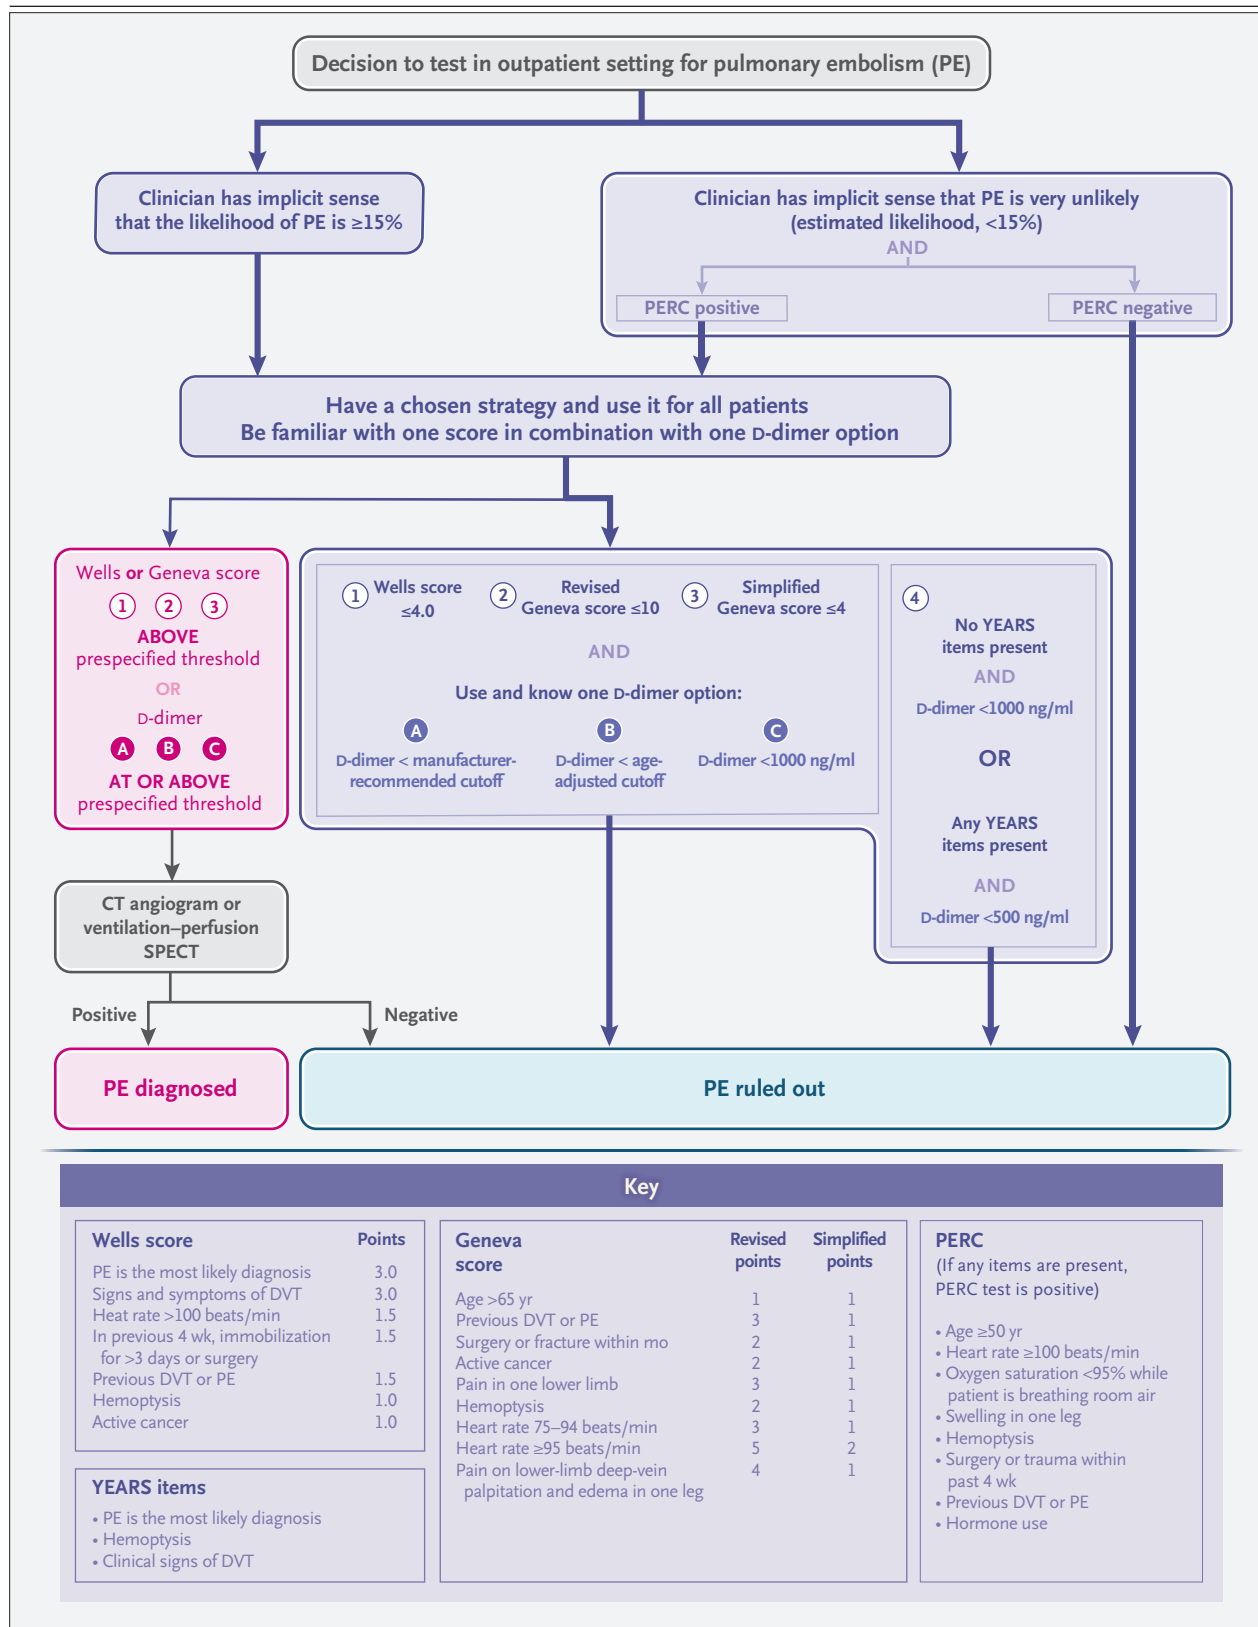 Decision to test in outpatient setting for pulmonary embolism (PE)
Clinician has implicit sense
that the likelihood of PE is ≥15%
Clinician has implicit sense that PE is very unlikely
(estimated likelihood, <15%)
AND
PERC positive
PERC negative
Have a chosen strategy and use it for all patients
Be familiar with one score in combination with one D-dimer option
Wells or Geneva score
1 2 3
ABOVE
prespecified threshold
OR
D-dimer
A B C
AT OR ABOVE
prespecified threshold
1 Wells score
≤4.0
2 Revised
Geneva score ≤10
3 Simplified
Geneva score ≤4
AND
Use and know one D-dimer option:
A
D-dimer < manufacturer-
recommended cutoff
B
D-dimer < age-
adjusted cutoff
C
D-dimer <1000 ng/ml
4
No YEARS
items present
AND
D-dimer <1000 ng/ml
OR
Any YEARS
items present
AND
D-dimer <500 ng/ml
CT angiogram or
ventilation–perfusion
SPECT
Positive
Negative
PE diagnosed
PE ruled out
Key
Wells score Points
PE is the most likely diagnosis 3.0
Signs and symptoms of DVT 3.0
Heat rate >100 beats/min 1.5
In previous 4 wk, immobilization 1.5
for >3 days or surgery
Previous DVT or PE 1.5
Hemoptysis 1.0
Active cancer 1.0
YEARS items
• PE is the most likely diagnosis
• Hemoptysis
• Clinical signs of DVT
Geneva Revised Simplified
score points points
Age >65 yr 1 1
Previous DVT or PE 3 1
Surgery or fracture within mo 2 1
Active cancer 2 1
Pain in one lower limb 3 1
Hemoptysis 2 1
Heart rate 75–94 beats/min 3 1
Heart rate ≥95 beats/min 5 2
Pain on lower-limb deep-vein 4 1
palpitation and edema in one leg
PERC
(If any items are present,
PERC test is positive)
• Age ≥50 yr
• Heart rate ≥100 beats/min
• Oxygen saturation <95% while
patient is breathing room air
• Swelling in one leg
• Hemoptysis
• Surgery or trauma within
past 4 wk
• Previous DVT or PE
• Hormone use